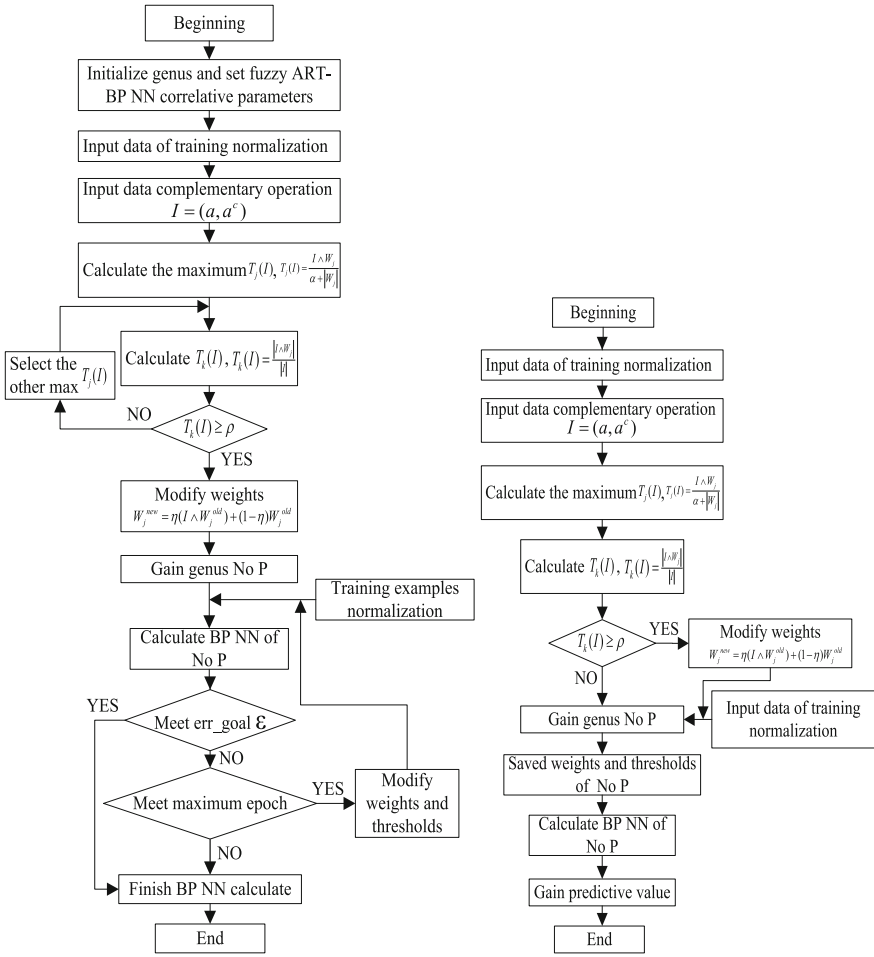 Beginning
Initialize genus and set fuzzy ART-
BP NN correlative parameters
Input data of training normalization
Input data complementary operation
I = (a, a^c)
Calculate the maximum T_j(I), T_j(I) = I ∧ W_j / α + |W_j|
Select the
other max T_j(I)
Calculate T_k(I), T_k(I) = |I ∧ W_j| / |I|
NO
T_k(I) ≥ ρ
YES
Modify weights
W_j^new = η(I ∧ W_j^old) + (1 − η)W_j^old
Gain genus No P
Training examples
normalization
Calculate BP NN of
No P
YES
Meet err_goal ε
NO
Meet maximum epoch
YES
Modify
weights and
thresholds
NO
Finish BP NN calculate
End
Beginning
Input data of training normalization
Input data complementary operation
I = (a, a^c)
Calculate the maximum T_j(I), T_j(I) = I ∧ W_j / α + |W_j|
Calculate T_k(I), T_k(I) = |I ∧ W_j| / |I|
T_k(I) ≥ ρ
YES
Modify weights
W_j^new = η(I ∧ W_j^old) + (1 − η)W_j^old
NO
Gain genus No P
Input data of training
normalization
Saved weights and thresholds
of No P
Calculate BP NN of
No P
Gain predictive value
End